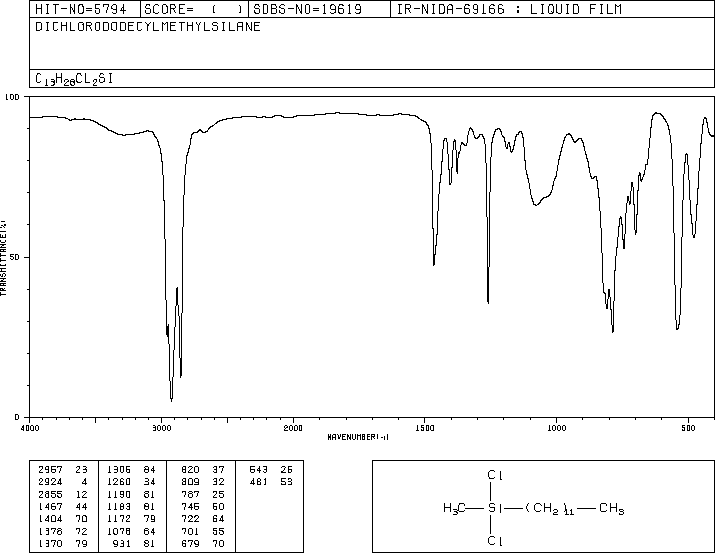 HIT-NO=5794 SCORE= ( ) SDBS-NO=19619 IR-NIDA-69166 : LIQUID FILM
DICHLORODODECYLMETHYLSILANE
C13H28CL2SI
100
50
0
TRANSMITTANCE(%)
4000 3000 2000 1500 1000 500
WAVENUMBER(-1)
2957 23 1306 84 820 37 543 26
2924 4 1260 34 809 32 481 53
2855 12 1190 81 787 25
1467 44 1183 81 745 50
1404 70 1172 79 722 64
1378 72 1078 64 701 55
1370 79 931 81 679 70
Cl
H3C Si (CH2)11 CH3
Cl